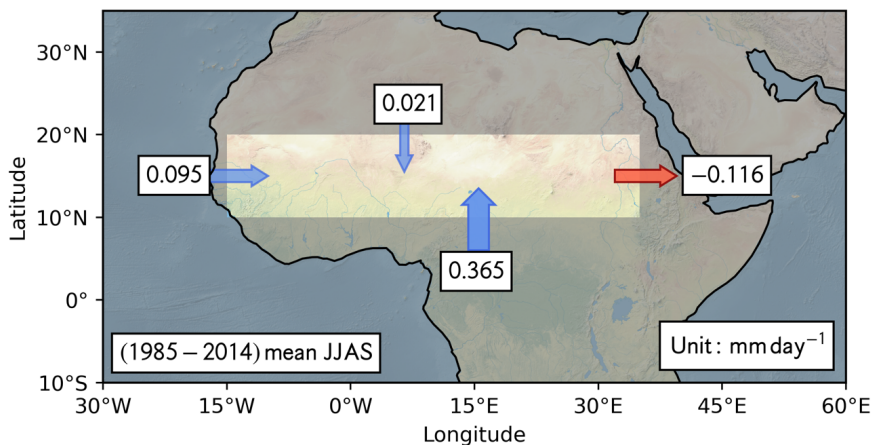 30°N
20°N
10°N
0°
10°S
Latitude
0.021
0.095
−0.116
0.365
(1985 − 2014) mean JJAS
Unit : mm day⁻¹
30°W 15°W 0°W 15°E 30°E 45°E 60°E
Longitude